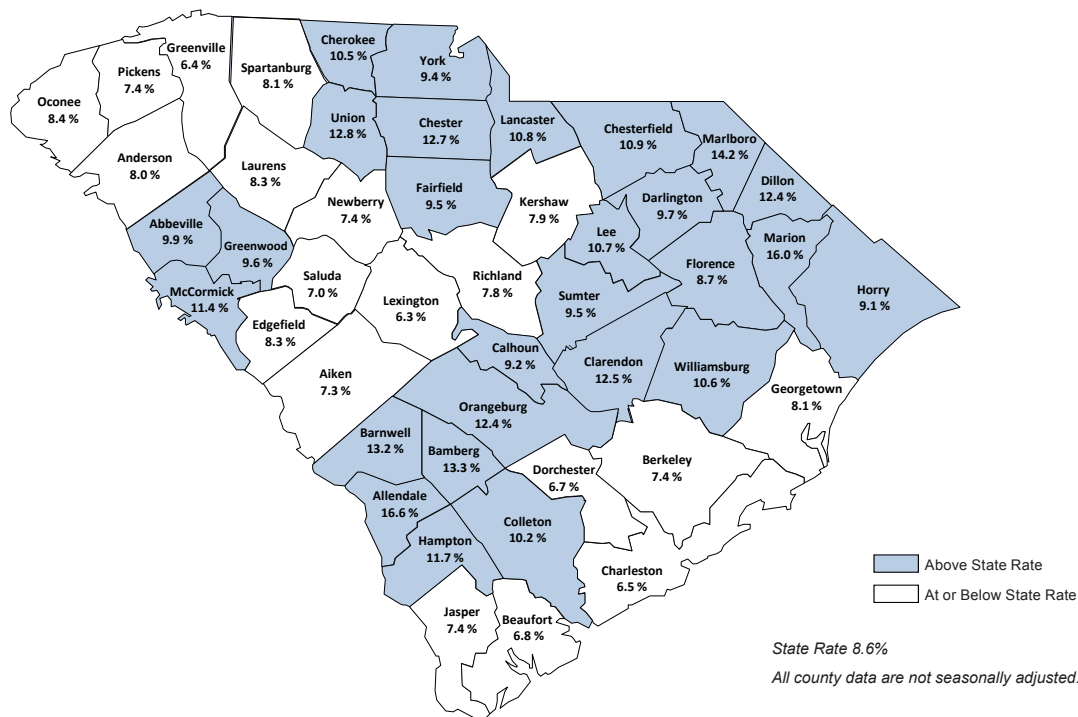 Greenville
6.4 %
Cherokee
10.5 %
York
9.4 %
Pickens
7.4 %
Spartanburg
8.1 %
Oconee
8.4 %
Union
12.8 %
Chester
12.7 %
Lancaster
10.8 %
Chesterfield
10.9 %
Marlboro
14.2 %
Anderson
8.0 %
Laurens
8.3 %
Dillon
12.4 %
Fairfield
9.5 %
Darlington
9.7 %
Newberry
7.4 %
Kershaw
7.9 %
Abbeville
9.9 %
Greenwood
9.6 %
Lee
10.7 %
Marion
16.0 %
Florence
8.7 %
Saluda
7.0 %
Richland
7.8 %
McCormick
11.4 %
Lexington
6.3 %
Sumter
9.5 %
Horry
9.1 %
Edgefield
8.3 %
Calhoun
9.2 %
Clarendon
12.5 %
Williamsburg
10.6 %
Aiken
7.3 %
Georgetown
8.1 %
Orangeburg
12.4 %
Barnwell
13.2 %
Bamberg
13.3 %
Dorchester
6.7 %
Berkeley
7.4 %
Allendale
16.6 %
Colleton
10.2 %
Hampton
11.7 %
Charleston
6.5 %
Jasper
7.4 %
Beaufort
6.8 %
Above State Rate
At or Below State Rate
State Rate 8.6%
All county data are not seasonally adjusted.